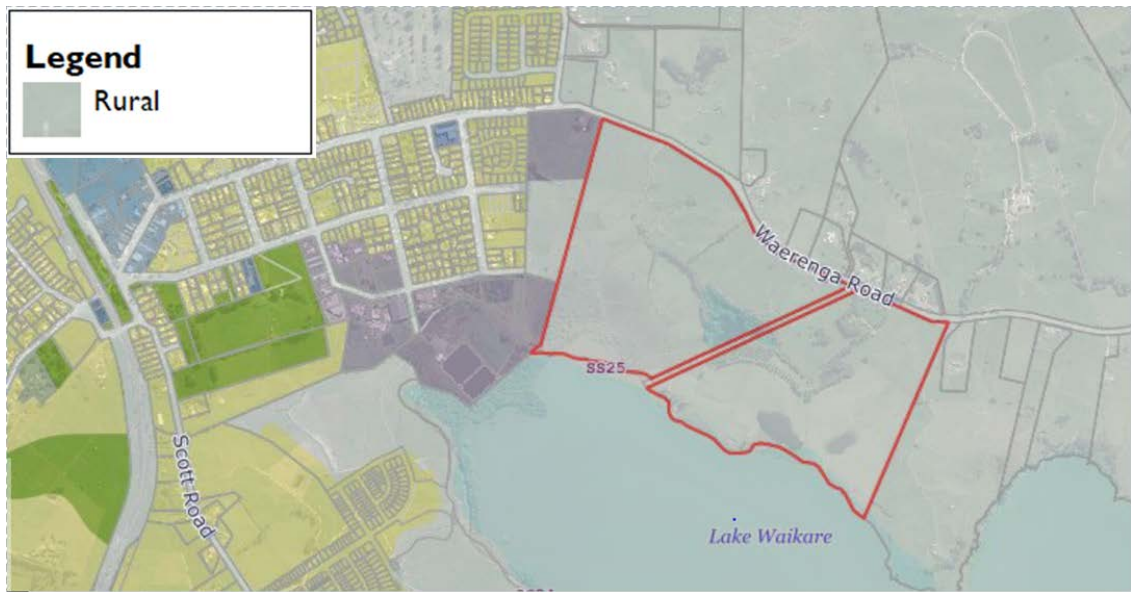 Legend
Rural
Waerenga Road
SS25
Scott Road
Lake Waikare